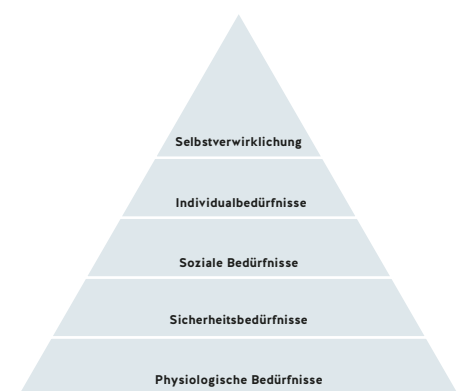 Selbstverwirklichung
Individualbedürfnisse
Soziale Bedürfnisse
Sicherheitsbedürfnisse
Physiologische Bedürfnisse